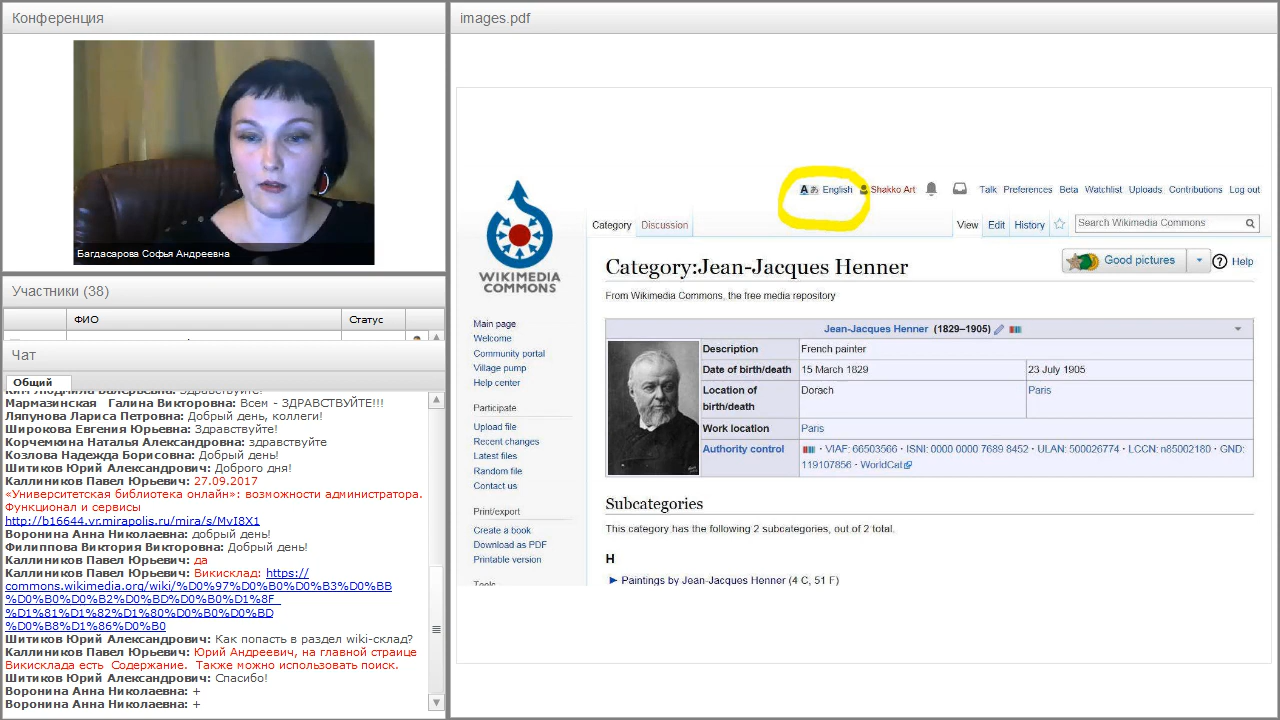 Конференция
Багдасарова Софья Андреевна
Участники (38)
ФИО
Статус
Чат
Общий
Мармазинская Галина Викторовна: Всем - ЗДРАВСТВУЙТЕ!!!
Ляпунова Лариса Петровна: Добрый день, коллеги!
Широкова Евгения Юрьевна: Здравствуйте!
Корчемкина Наталья Александровна: здравствуйте
Козлова Надежда Борисовна: Добрый день!
Шитиков Юрий Александрович: Доброго дня!
Каллиников Павел Юрьевич: 27.09.2017
«Университетская библиотека онлайн»: возможности администратора.
Функционал и сервисы
http://b16644.vr.mirapolis.ru/mira/s/MvI8X1
Воронина Анна Николаевна: добрый день!
Филиппова Виктория Викторовна: Добрый день!
Каллиников Павел Юрьевич: да
Каллиников Павел Юрьевич: Викисклад: https://
commons.wikimedia.org/wiki/%D0%97%D0%B0%D0%B3%D0%BB
%D0%B0%D0%B2%D0%BD%D0%B0%D1%8F_
%D1%81%D1%82%D1%80%D0%B0%D0%BD
%D0%B8%D1%86%D0%B0
Шитиков Юрий Александрович: Как попасть в раздел wiki-склад?
Каллиников Павел Юрьевич: Юрий Андреевич, на главной страице
Викисклада есть Содержание. Также можно использовать поиск.
Шитиков Юрий Александрович: Спасибо!
Воронина Анна Николаевна: +
Воронина Анна Николаевна: +
images.pdf
English Shakko Art Talk Preferences Beta Watchlist Uploads Contributions Log out
WIKIMEDIA
COMMONS
Category Discussion View Edit History Search Wikimedia Commons
Category:Jean-Jacques Henner
Good pictures
Help
From Wikimedia Commons, the free media repository
Main page
Welcome
Community portal
Village pump
Help center
Participate
Upload file
Recent changes
Latest files
Random file
Contact us
Print/export
Create a book
Download as PDF
Printable version
Tools
Jean-Jacques Henner (1829–1905)
Description French painter
Date of birth/death 15 March 1829 23 July 1905
Location of birth/death Dorach Paris
Work location Paris
Authority control · VIAF: 66503566 · ISNI: 0000 0000 7689 8452 · ULAN: 500026774 · LCCN: n85002180 · GND:
119107856 · WorldCat
Subcategories
This category has the following 2 subcategories, out of 2 total.
H
► Paintings by Jean-Jacques Henner (4 C, 51 F)